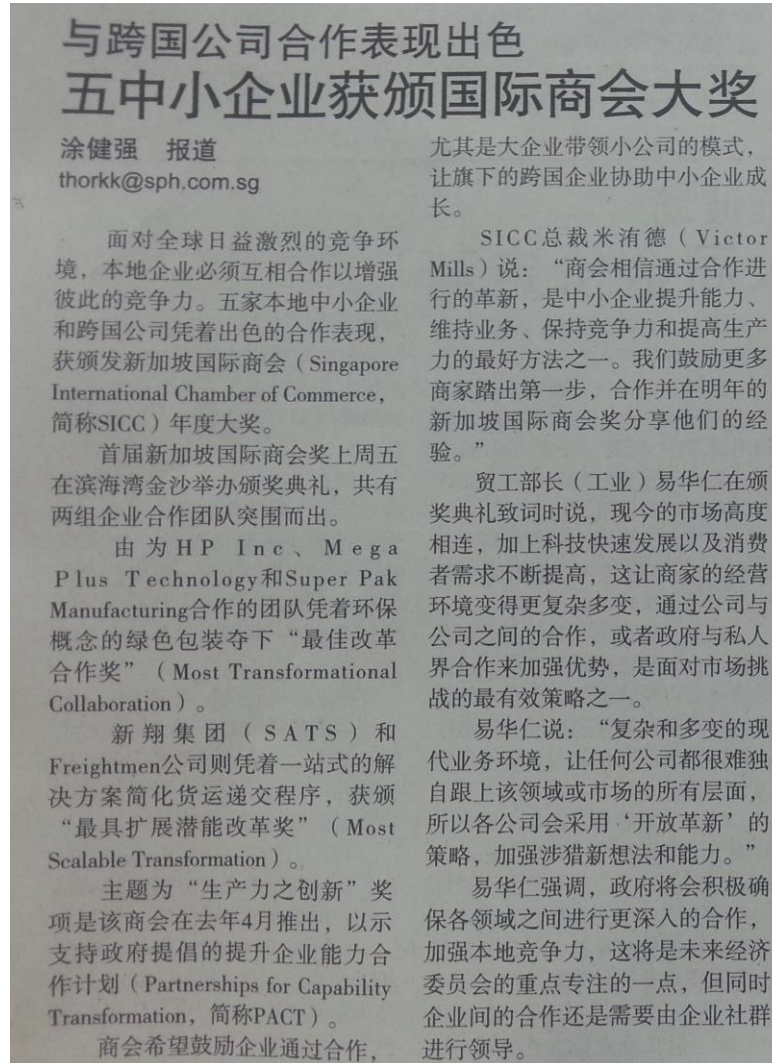 与跨国公司合作表现出色
五中小企业获颁国际商会大奖
涂健强 报道
thorkk@sph.com.sg
面对全球日益激烈的竞争环
境，本地企业必须互相合作以增强
彼此的竞争力。五家本地中小企业
和跨国公司凭着出色的合作表现，
获颁发新加坡国际商会（Singapore
International Chamber of Commerce，
简称SICC）年度大奖。
首届新加坡国际商会奖上周五
在滨海湾金沙举办颁奖典礼，共有
两组企业合作团队突围而出。
由为HP Inc、Mega
Plus Technology和Super Pak
Manufacturing合作的团队凭着环保
概念的绿色包装夺下“最佳改革
合作奖”（Most Transformational
Collaboration）。
新翔集团（SATS）和
Freightmen公司则凭着一站式的解
决方案简化货运递交程序，获颁
“最具扩展潜能改革奖”（Most
Scalable Transformation）。
主题为“生产力之创新”奖
项是该商会在去年4月推出，以示
支持政府提倡的提升企业能力合
作计划（Partnerships for Capability
Transformation，简称PACT）。
商会希望鼓励企业通过合作，
尤其是大企业带领小公司的模式，
让旗下的跨国企业协助中小企业成
长。
SICC总裁米洧德（Victor
Mills）说：“商会相信通过合作进
行的革新，是中小企业提升能力、
维持业务、保持竞争力和提高生产
力的最好方法之一。我们鼓励更多
商家踏出第一步，合作并在明年的
新加坡国际商会奖分享他们的经
验。”
贸工部长（工业）易华仁在颁
奖典礼致词时说，现今的市场高度
相连，加上科技快速发展以及消费
者需求不断提高，这让商家的经营
环境变得更复杂多变，通过公司与
公司之间的合作，或者政府与私人
界合作来加强优势，是面对市场挑
战的最有效策略之一。
易华仁说：“复杂和多变的现
代业务环境，让任何公司都很难独
自跟上该领域或市场的所有层面，
所以各公司会采用‘开放革新’的
策略，加强涉猎新想法和能力。”
易华仁强调，政府将会积极确
保各领域之间进行更深入的合作，
加强本地竞争力，这将是未来经济
委员会的重点专注的一点，但同时
企业间的合作还是需要由企业社群
进行领导。